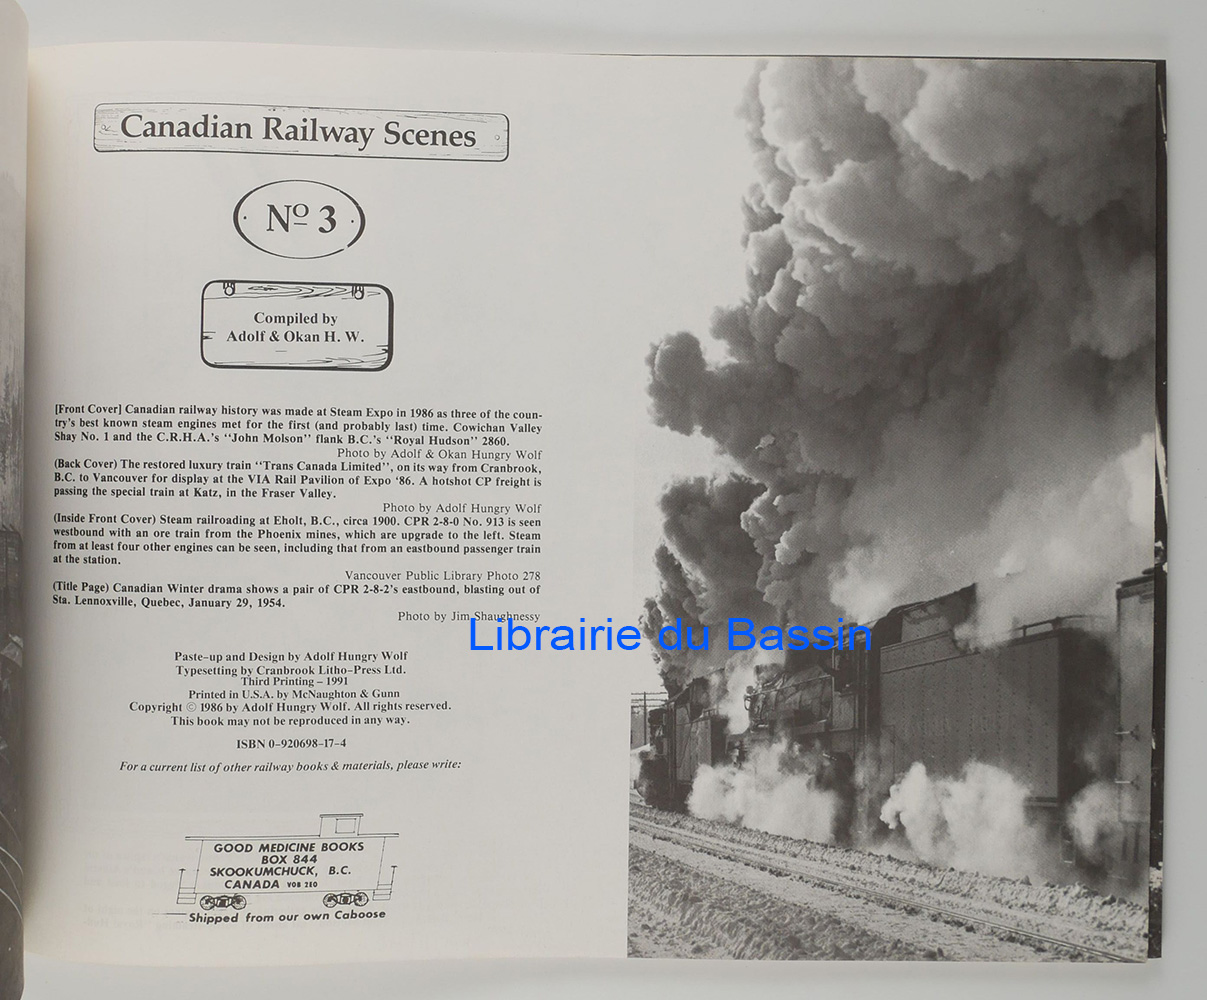 Canadian Railway Scenes
Nº 3
Compiled by
Adolf & Okan H. W.
[Front Cover] Canadian railway history was made at Steam Expo in 1986 as three of the coun-
try's best known steam engines met for the first (and probably last) time. Cowichan Valley
Shay No. 1 and the C.R.H.A.'s "John Molson" flank B.C.'s "Royal Hudson" 2860.
Photo by Adolf & Okan Hungry Wolf
(Back Cover) The restored luxury train "Trans Canada Limited", on its way from Cranbrook,
B.C. to Vancouver for display at the VIA Rail Pavilion of Expo '86. A hotshot CP freight is
passing the special train at Katz, in the Fraser Valley.
Photo by Adolf Hungry Wolf
(Inside Front Cover) Steam railroading at Eholt, B.C., circa 1900. CPR 2-8-0 No. 913 is seen
westbound with an ore train from the Phoenix mines, which are upgrade to the left. Steam
from at least four other engines can be seen, including that from an eastbound passenger train
at the station.
Vancouver Public Library Photo 278
(Title Page) Canadian Winter drama shows a pair of CPR 2-8-2's eastbound, blasting out of
Sta. Lennoxville, Quebec, January 29, 1954.
Photo by Jim Shaughnessy
Librairie du Bassin
Paste-up and Design by Adolf Hungry Wolf
Typesetting by Cranbrook Litho-Press Ltd.
Third Printing – 1991
Printed in U.S.A. by McNaughton & Gunn
Copyright © 1986 by Adolf Hungry Wolf. All rights reserved.
This book may not be reproduced in any way.
ISBN 0-920698-17-4
For a current list of other railway books & materials, please write:
GOOD MEDICINE BOOKS
BOX 844
SKOOKUMCHUCK, B.C.
CANADA V0B 2E0
Shipped from our own Caboose